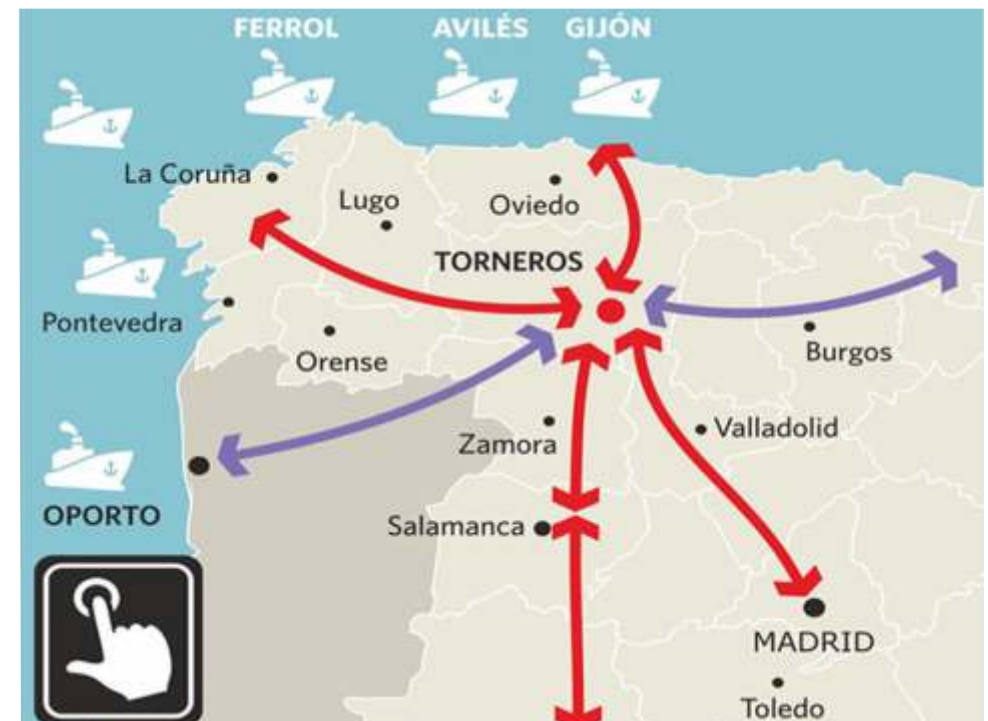 FERROL
AVILÉS
GIJÓN
La Coruña
Lugo
Oviedo
TORNEROS
Pontevedra
Orense
Burgos
Zamora
Valladolid
OPORTO
Salamanca
MADRID
Toledo